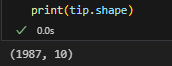 print(tip.shape)
0.0s
(1987, 10)